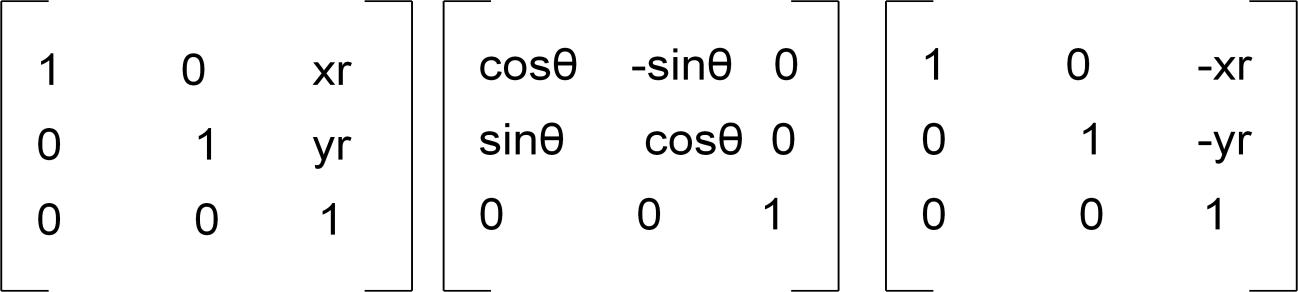 1 0 xr cosθ -sinθ 0 1 0 -xr
0 1 yr sinθ cosθ 0 0 1 -yr
0 0 1 0 0 1 0 0 1